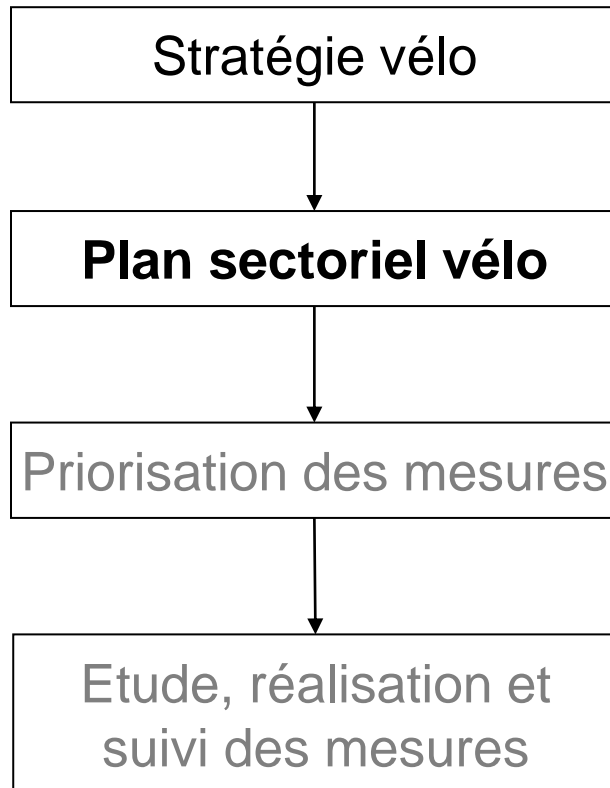 Stratégie vélo
Plan sectoriel vélo
Priorisation des mesures
Etude, réalisation et
suivi des mesures